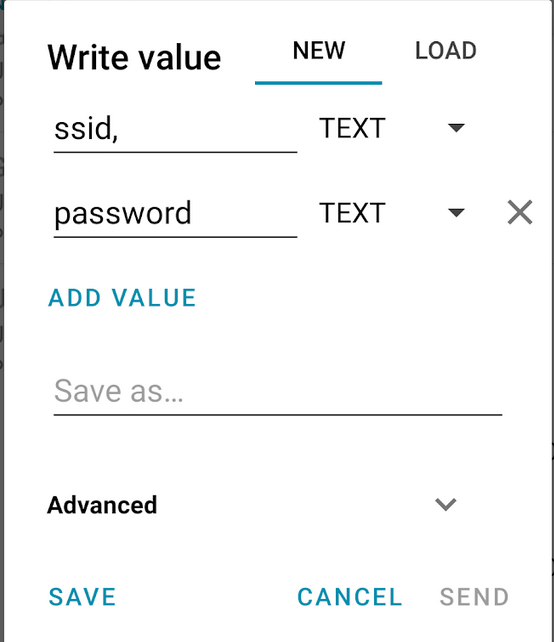 Write value NEW LOAD
ssid, TEXT
password TEXT
ADD VALUE
Save as...
Advanced
SAVE CANCEL SEND